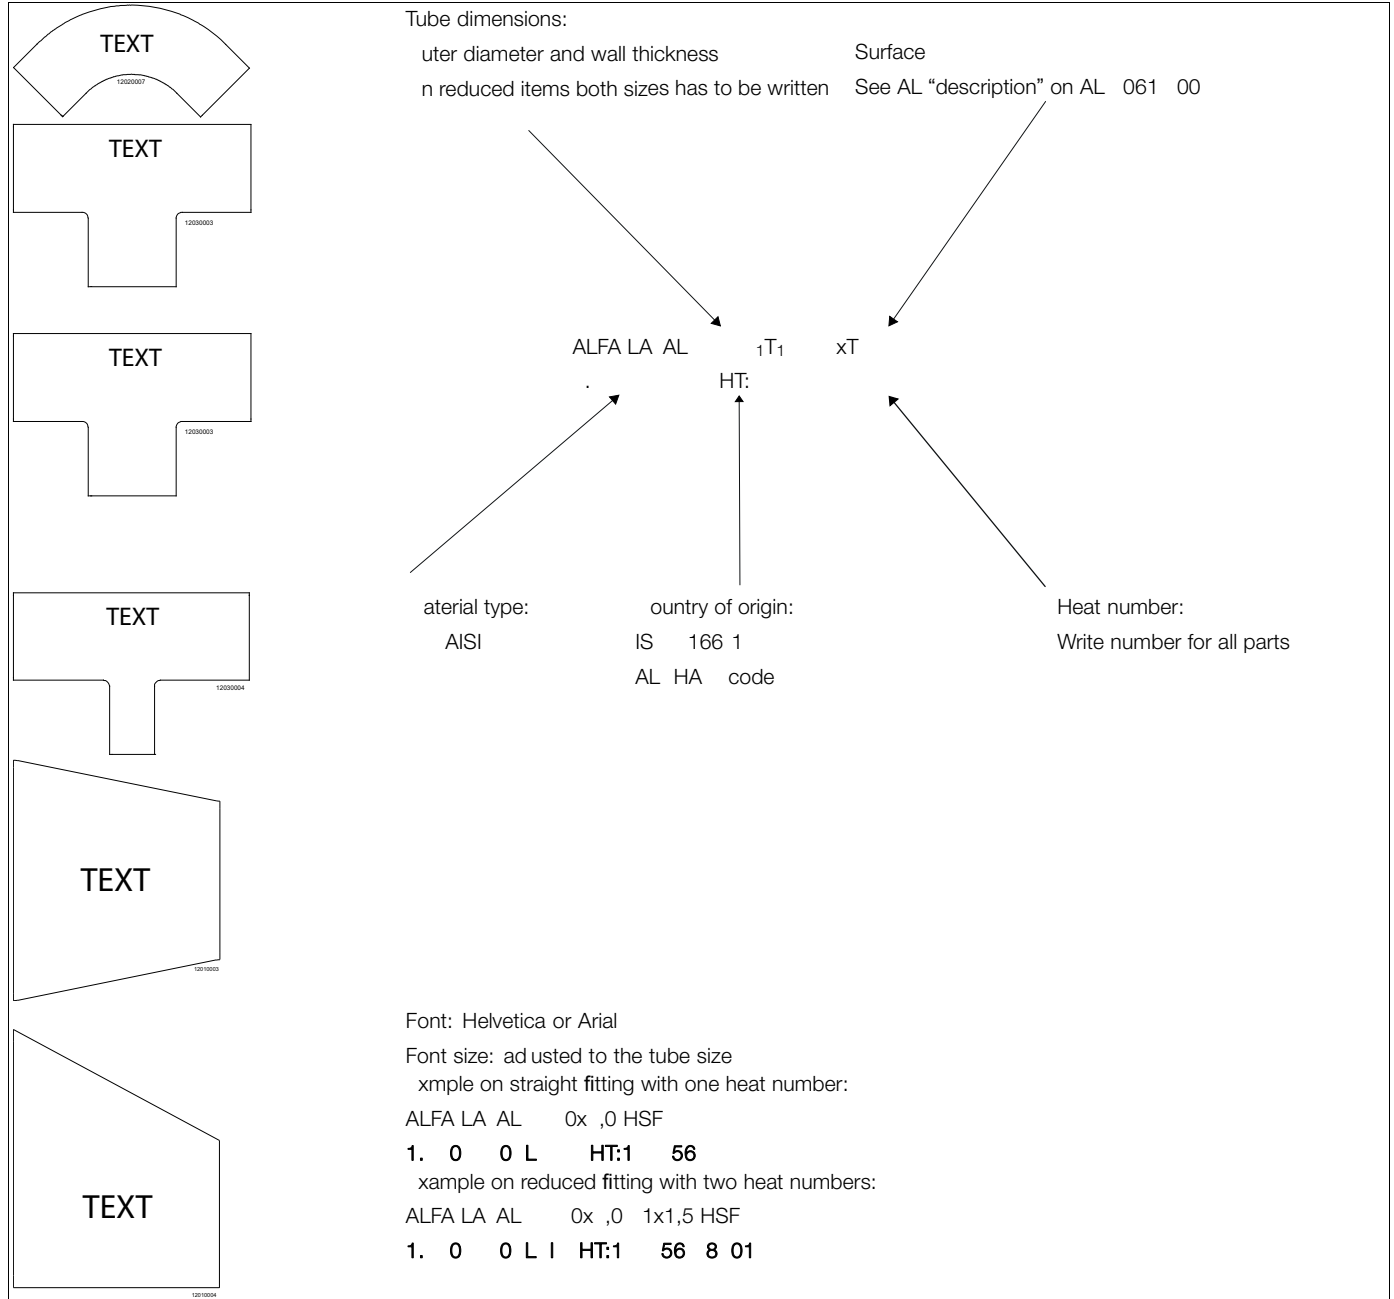 TEXT
12020007
TEXT
12030003
TEXT
12030003
TEXT
12030004
TEXT
12010003
TEXT
12010004
Tube dimensions:
uter diameter and wall thickness
n reduced items both sizes has to be written
Surface
See AL “description” on AL 061 00
ALFA LA AL 1T1 xT
. HT:
aterial type:
AISI
ountry of origin:
IS 166 1
AL HA code
Heat number:
Write number for all parts
Font: Helvetica or Arial
Font size: ad usted to the tube size
xmple on straight fitting with one heat number:
ALFA LA AL 0x ,0 HSF
1. 0 0 L HT:1 56
xample on reduced fitting with two heat numbers:
ALFA LA AL 0x ,0 1x1,5 HSF
1. 0 0 L I HT:1 56 8 01